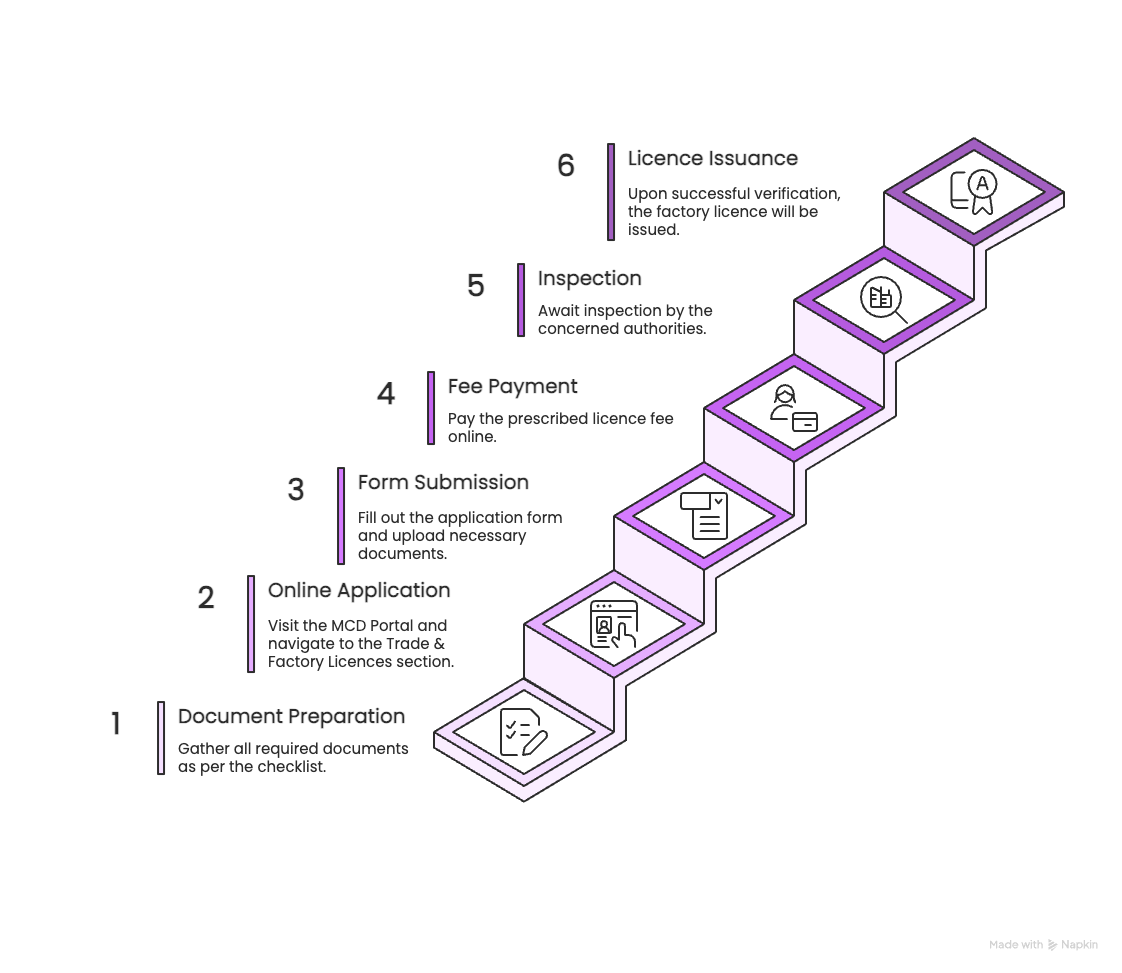 6
Licence Issuance
Upon successful verification,
the factory licence will be
issued.
A
5
Inspection
Await inspection by the
concerned authorities.
4
Fee Payment
Pay the prescribed licence fee
online.
3
Form Submission
Fill out the application form
and upload necessary
documents.
2
Online Application
Visit the MCD Portal and
navigate to the Trade &
Factory Licences section.
1
Document Preparation
Gather all required documents
as per the checklist.
Made with Napkin